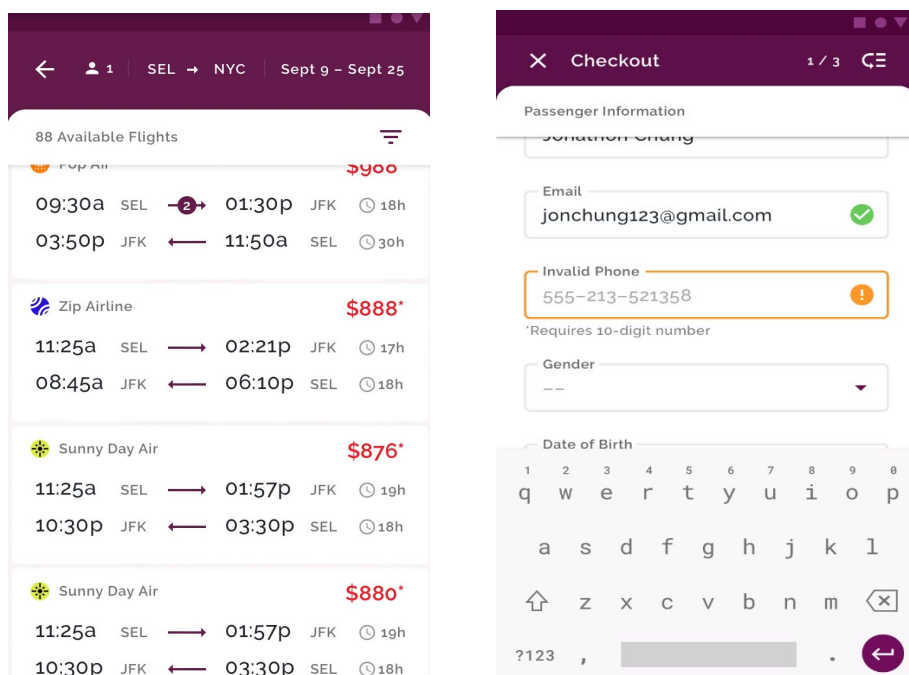 1 SEL → NYC Sept 9 – Sept 25
88 Available Flights
Pop Air
$988
09:30a SEL 2 01:30p JFK 18h
03:50p JFK 11:50a SEL 30h
Zip Airline $888*
11:25a SEL 02:21p JFK 17h
08:45a JFK 06:10p SEL 18h
Sunny Day Air $876*
11:25a SEL 01:57p JFK 19h
10:30p JFK 03:30p SEL 18h
Sunny Day Air $880*
11:25a SEL 01:57p JFK 19h
10:30p JFK 03:30p SEL 18h
Checkout 1 / 3
Passenger Information
Jonathon Chung
Email
jonchung123@gmail.com
Invalid Phone
555–213–521358
*Requires 10-digit number
Gender
––
Date of Birth
1 2 3 4 5 6 7 8 9 0
q w e r t y u i o p
a s d f g h j k l
z x c v b n m
?123 , .